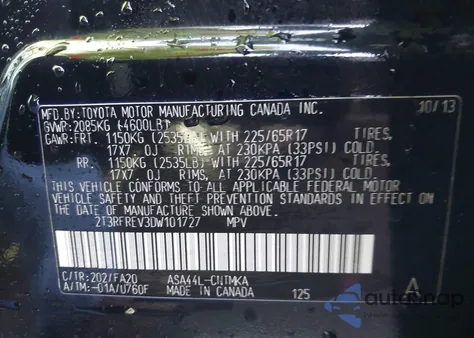 MFD.BY: TOYOTA MOTOR MANUFACTURING CANADA INC. 10/13
GVWR: 2085KG (4600LB)
GAWR: FRT. 1150KG (2535LB) WITH 225/65R17 TIRES,
17X7.0J RIMS, AT 230KPA (33PSI) COLD.
RR. 1150KG (2535LB) WITH 225/65R17 TIRES,
17X7.0J RIMS, AT 230KPA (33PSI) COLD.
THIS VEHICLE CONFORMS TO ALL APPLICABLE FEDERAL MOTOR
VEHICLE SAFETY AND THEFT PREVENTION STANDARDS IN EFFECT ON
THE DATE OF MANUFACTURE SHOWN ABOVE.
2T3RFREV3DW101727 MPV
C/TR: 202/FA20 ASA44L-CNTMKA
A/TM: -01A/U760F MADE IN CANADA 125
autosnap